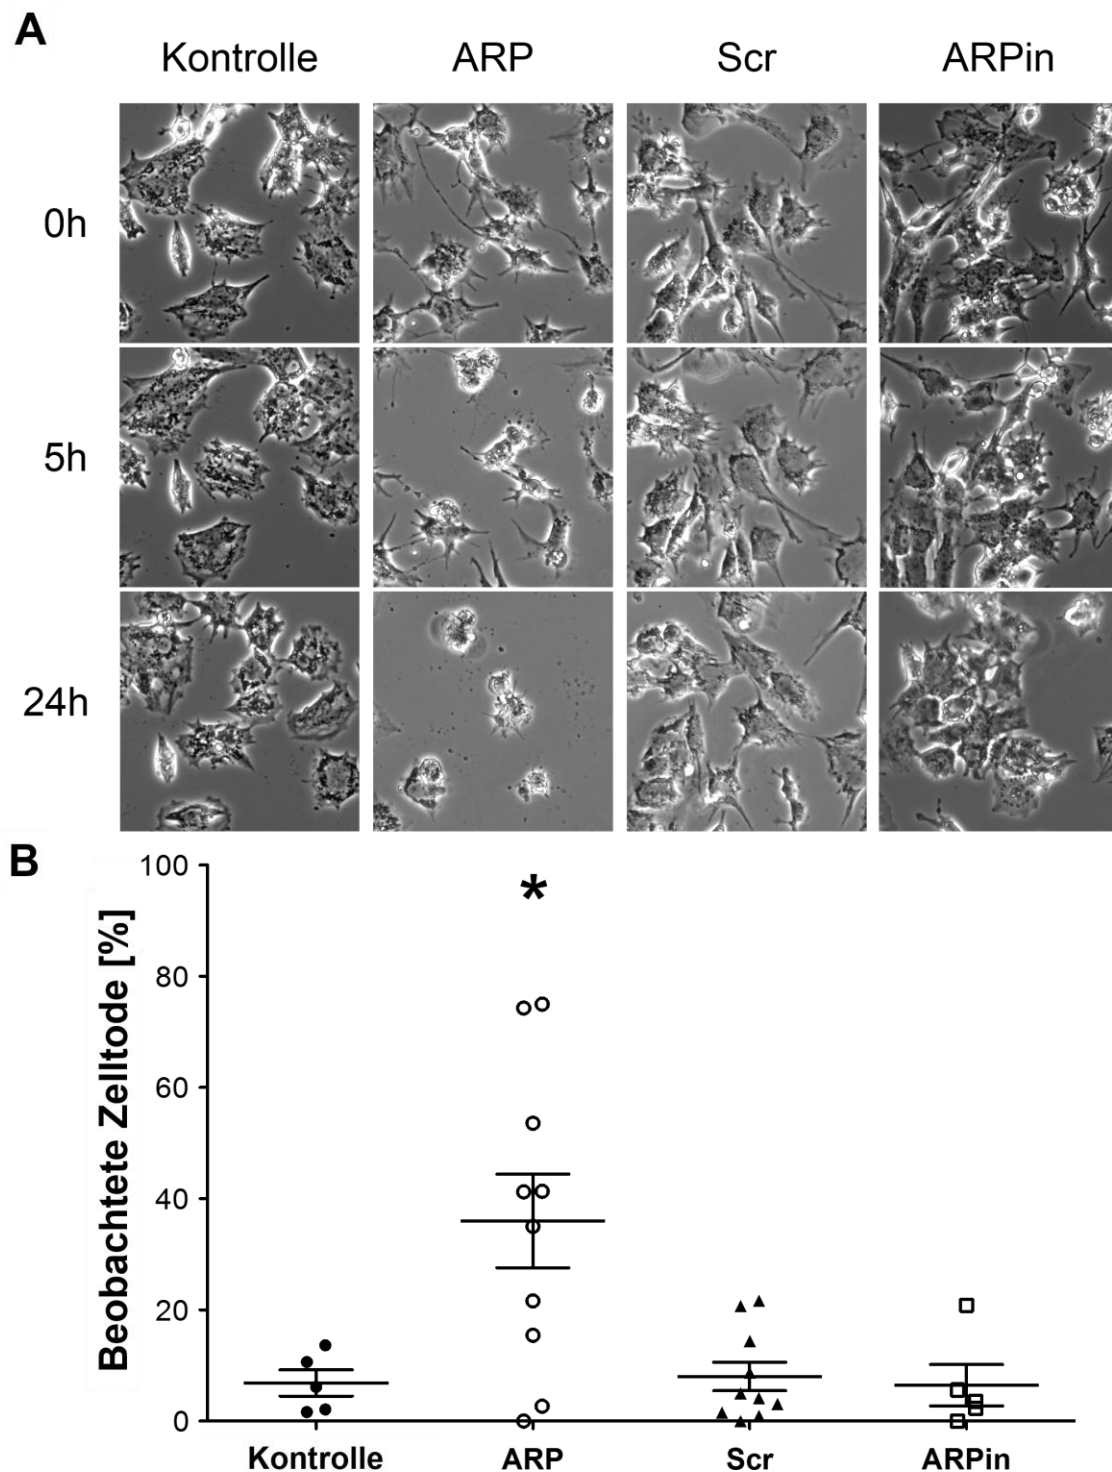 A
Kontrolle ARP Scr ARPin
0h
5h
24h
B
Beobachtete Zelltode [%]
100
80
60
40
20
0
*
Kontrolle ARP Scr ARPin